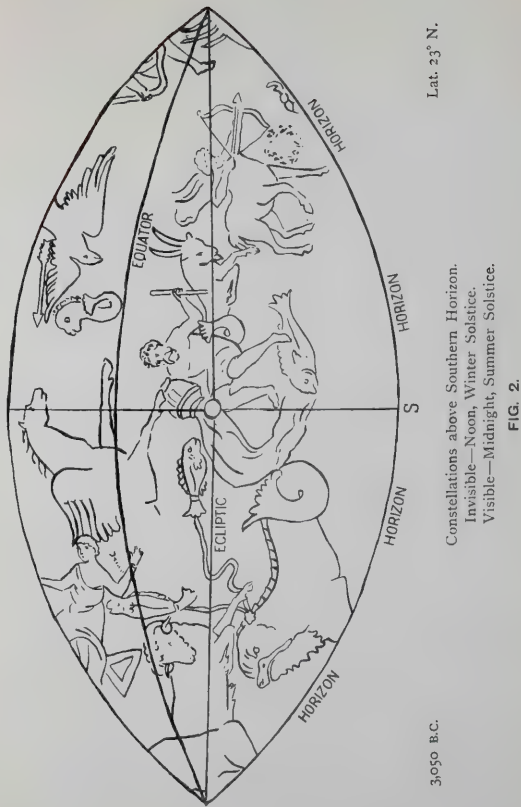 EQUATOR
ECLIPTIC
HORIZON
HORIZON
HORIZON
HORIZON
S
3,050 B.C.
Lat. 23° N.
Constellations above Southern Horizon.
Invisible—Noon, Winter Solstice.
Visible—Midnight, Summer Solstice.
FIG. 2.